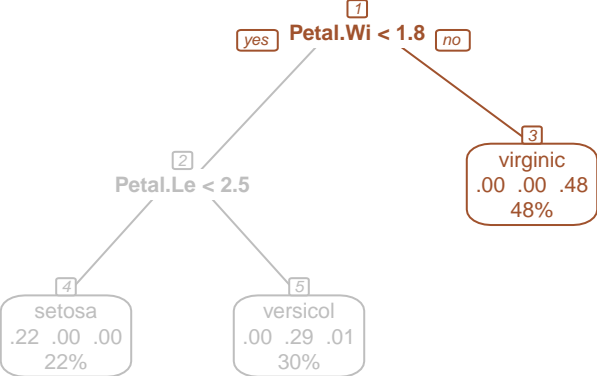 1
yes Petal.Wi < 1.8 no
3
virginic
.00 .00 .48
48%
2
Petal.Le < 2.5
4
setosa
.22 .00 .00
22%
5
versicol
.00 .29 .01
30%